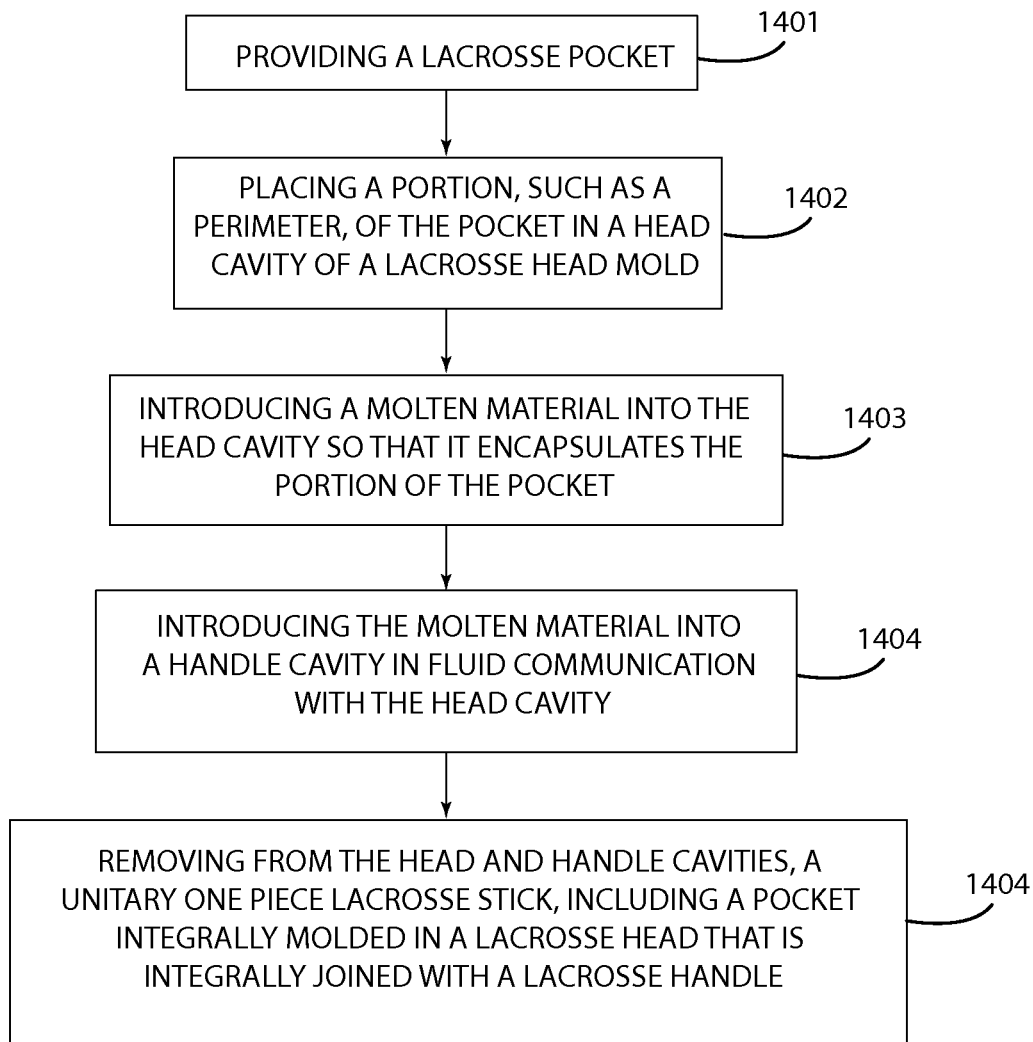 1401
PROVIDING A LACROSSE POCKET
1402
PLACING A PORTION, SUCH AS A
PERIMETER, OF THE POCKET IN A HEAD
CAVITY OF A LACROSSE HEAD MOLD
1403
INTRODUCING A MOLTEN MATERIAL INTO THE
HEAD CAVITY SO THAT IT ENCAPSULATES THE
PORTION OF THE POCKET
1404
INTRODUCING THE MOLTEN MATERIAL INTO
A HANDLE CAVITY IN FLUID COMMUNICATION
WITH THE HEAD CAVITY
1404
REMOVING FROM THE HEAD AND HANDLE CAVITIES, A
UNITARY ONE PIECE LACROSSE STICK, INCLUDING A POCKET
INTEGRALLY MOLDED IN A LACROSSE HEAD THAT IS
INTEGRALLY JOINED WITH A LACROSSE HANDLE